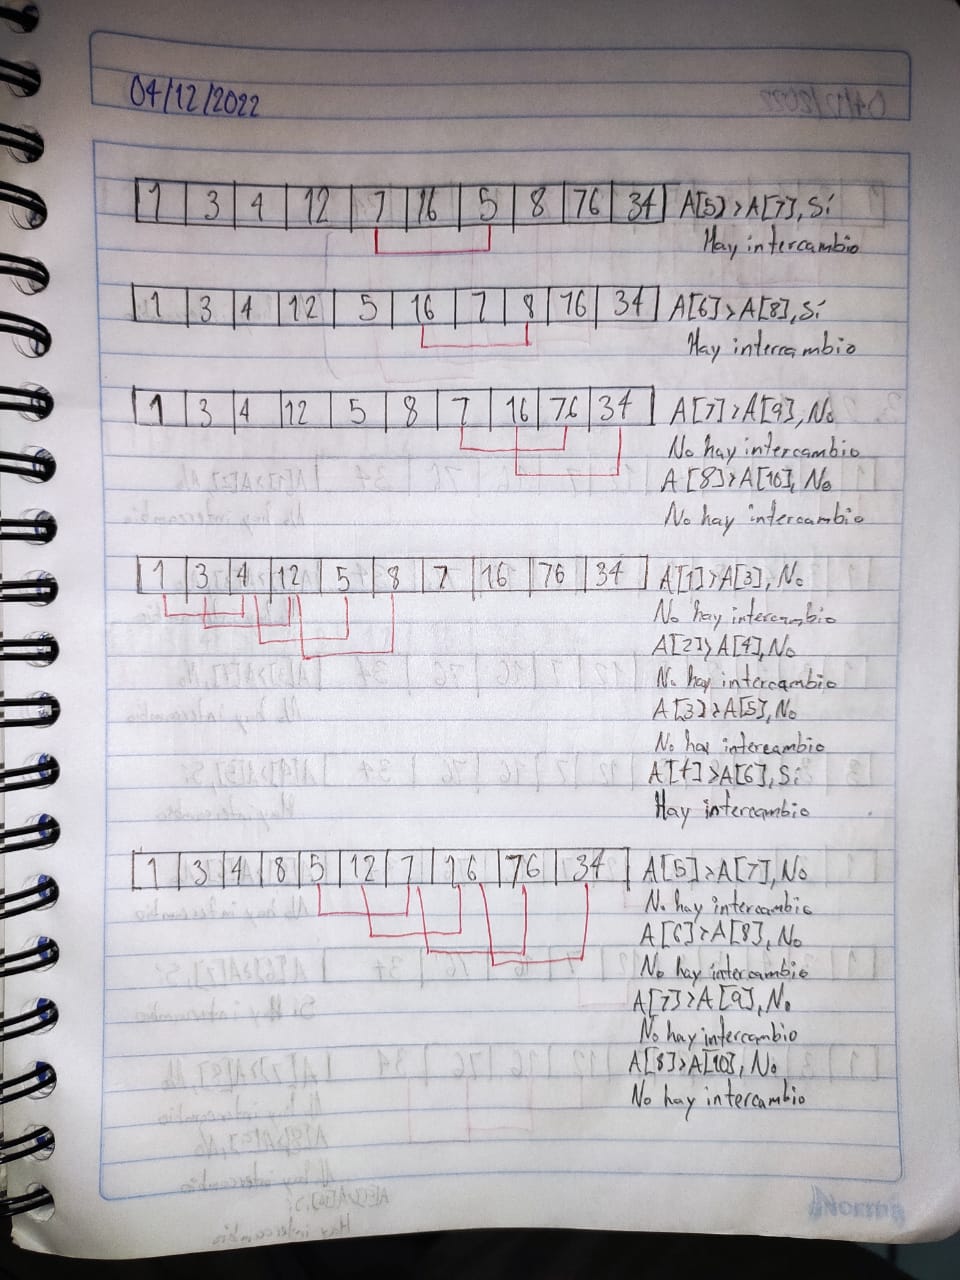 04/12/2022
1 3 4 12 7 16 5 8 76 34 A[5]>A[7], Sí
Hay intercambio
1 3 4 12 5 16 7 8 76 34 A[6]>A[8], Sí
Hay intercambio
1 3 4 12 5 8 7 16 76 34 A[7]>A[9], No
No hay intercambio
A[8]>A[10], No
No hay intercambio
1 3 4 12 5 8 7 16 76 34 A[1]>A[3], No
No hay intercambio
A[2]>A[4], No
No hay intercambio
A[3]>A[5], No
No hay intercambio
A[4]>A[6], Sí
Hay intercambio
1 3 4 8 5 12 7 16 76 34 A[5]>A[7], No
No hay intercambio
A[6]>A[8], No
No hay intercambio
A[7]>A[9], No
No hay intercambio
A[8]>A[10], No
No hay intercambio
Norma